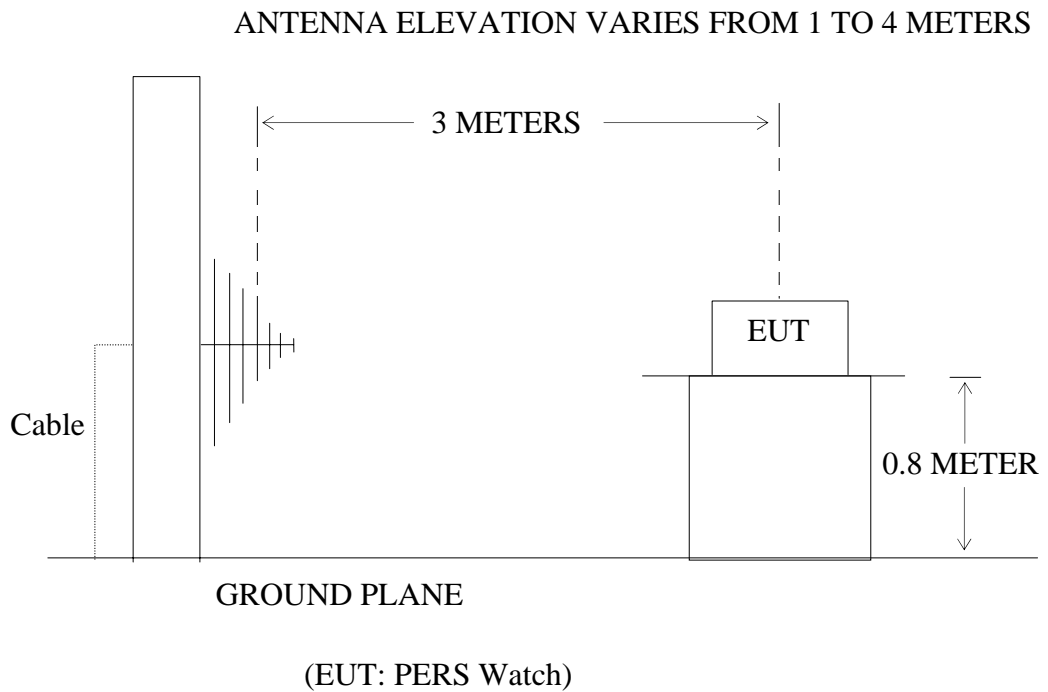 ANTENNA ELEVATION VARIES FROM 1 TO 4 METERS
3 METERS
EUT
Cable
0.8 METER
GROUND PLANE
(EUT: PERS Watch)